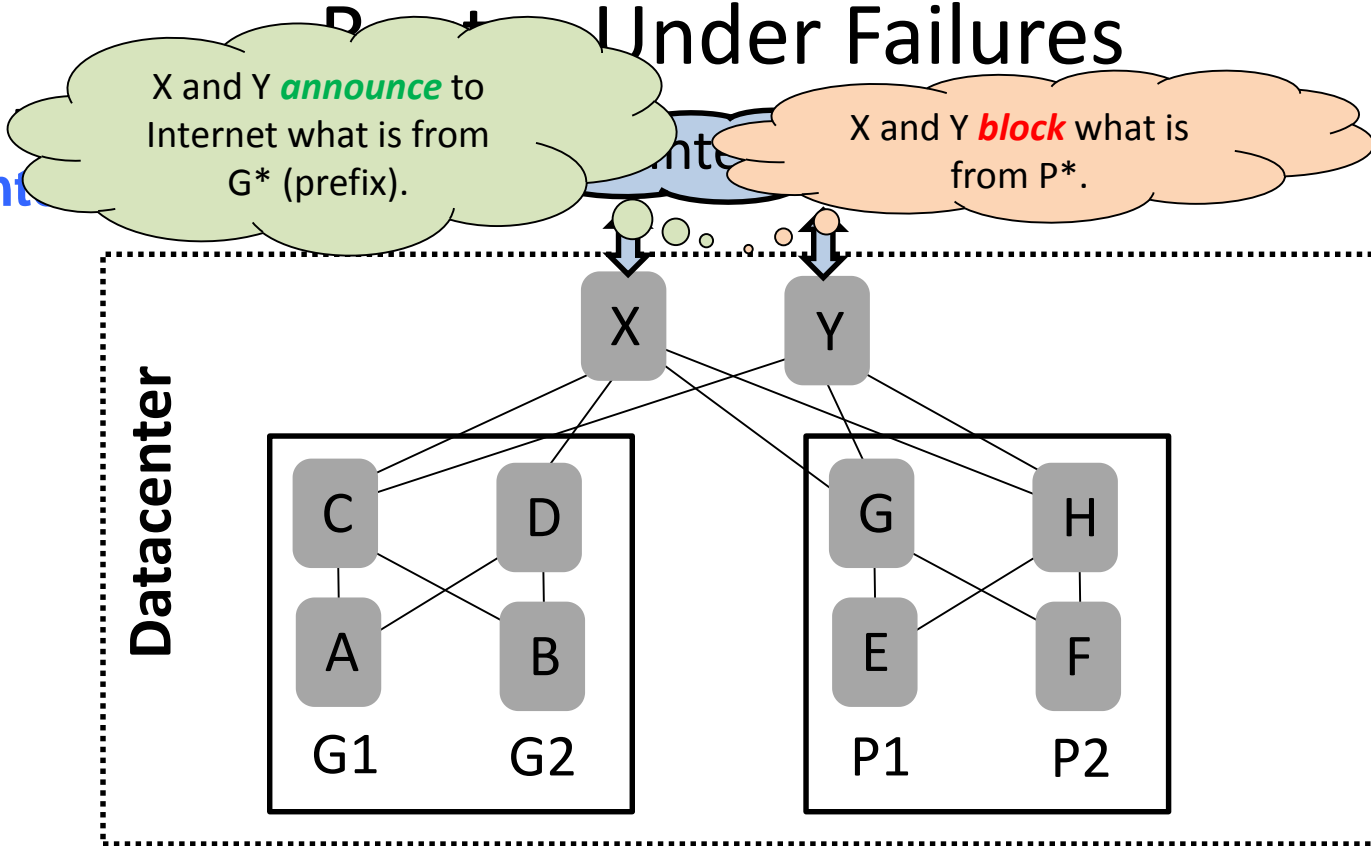 Under Failures
X and Y announce to
Internet what is from
G* (prefix).
X and Y block what is
from P*.
X
Y
Datacenter
C
D
G
H
A
B
E
F
G1
G2
P1
P2